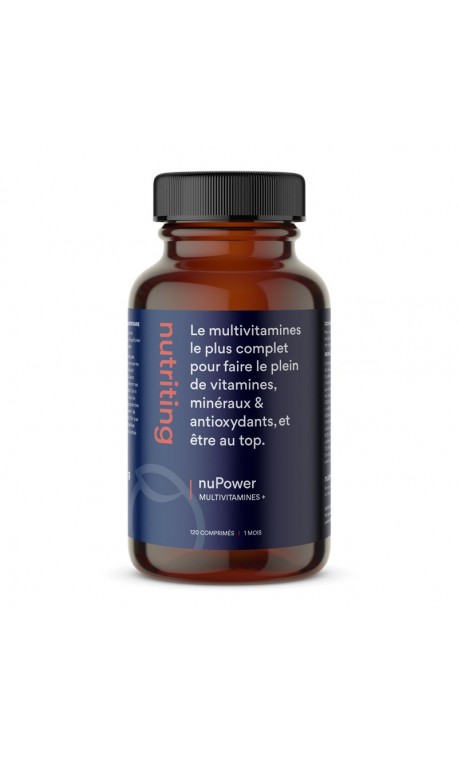 nutriting
Le multivitamines
le plus complet
pour faire le plein
de vitamines,
minéraux &
antioxydants, et
être au top.
nuPower
MULTIVITAMINES +
120 COMPRIMÉS | 1 MOIS